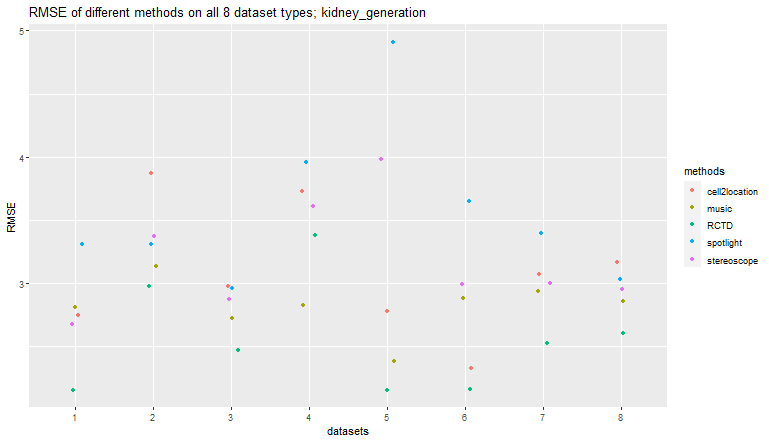 RMSE of different methods on all 8 dataset types; kidney_generation
5
4
3
RMSE
1 2 3 4 5 6 7 8
datasets
methods
cell2location
music
RCTD
spotlight
stereoscope